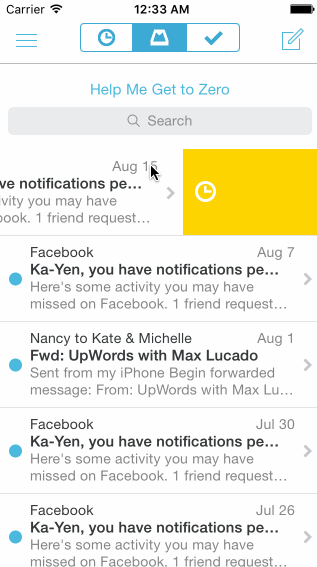 Carrier 12:33 AM
Help Me Get to Zero
Search
Aug 15
ve notifications pe...
ivity you may have
book. 1 friend request...
Facebook Aug 7
Ka-Yen, you have notifications pe...
Here's some activity you may have
missed on Facebook. 1 friend request...
Nancy to Kate & Michelle Aug 1
Fwd: UpWords with Max Lucado
Sent from my iPhone Begin forwarded
message: From: UpWords with Max Lu...
Facebook Jul 30
Ka-Yen, you have notifications pe...
Here's some activity you may have
missed on Facebook. 1 friend request...
Facebook Jul 26
Ka-Yen, you have notifications pe...
Here's some activity you may have
missed on Facebook. 1 friend request...